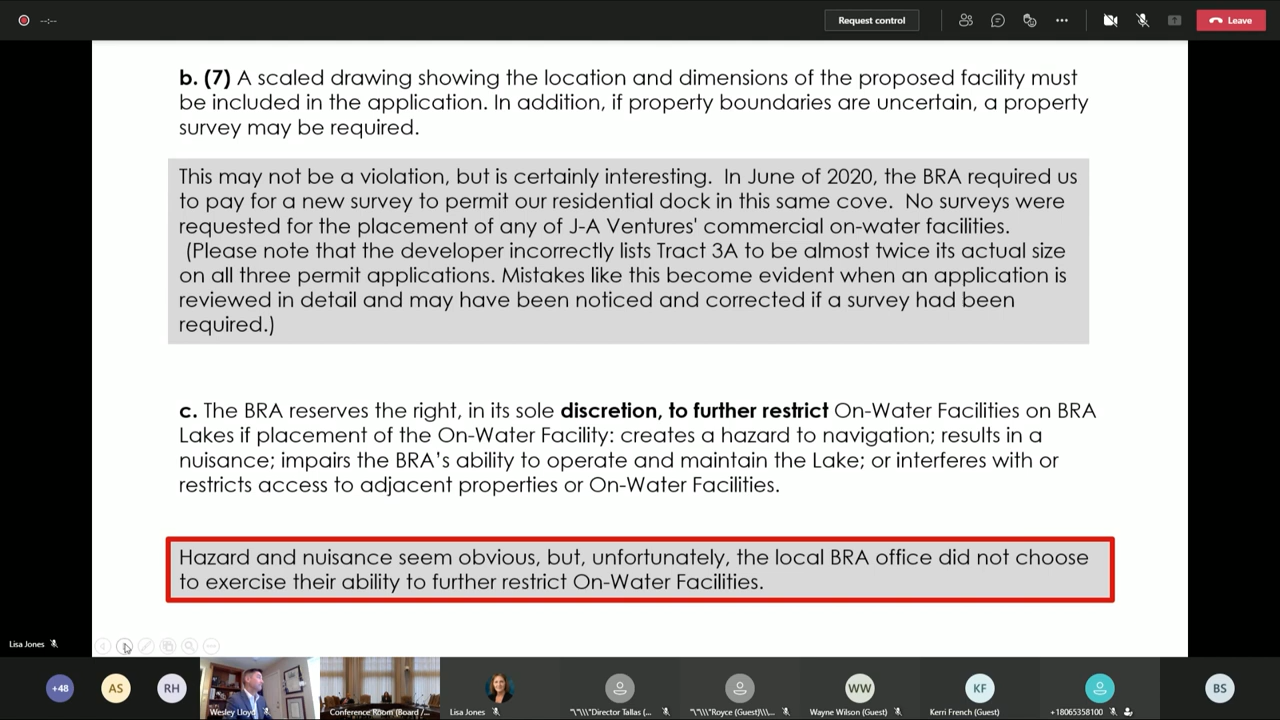 --:--
Request control
Leave
b. (7) A scaled drawing showing the location and dimensions of the proposed facility must
be included in the application. In addition, if property boundaries are uncertain, a property
survey may be required.
This may not be a violation, but is certainly interesting.  In June of 2020, the BRA required us
to pay for a new survey to permit our residential dock in this same cove.  No surveys were
requested for the placement of any of J-A Ventures' commercial on-water facilities.
(Please note that the developer incorrectly lists Tract 3A to be almost twice its actual size
on all three permit applications. Mistakes like this become evident when an application is
reviewed in detail and may have been noticed and corrected if a survey had been
required.)
c. The BRA reserves the right, in its sole discretion, to further restrict On-Water Facilities on BRA
Lakes if placement of the On-Water Facility: creates a hazard to navigation; results in a
nuisance; impairs the BRA's ability to operate and maintain the Lake; or interferes with or
restricts access to adjacent properties or On-Water Facilities.
Hazard and nuisance seem obvious, but, unfortunately, the local BRA office did not choose
to exercise their ability to further restrict On-Water Facilities.
Lisa Jones
+48
AS
RH
WW
KF
BS
Wesley Lloyd
Conference Room (Board /...
Lisa Jones
"\"\\\"Director Tallas (...
"\"\\\"Royce (Guest)\\\...
Wayne Wilson (Guest)
Kerri French (Guest)
+18065358100